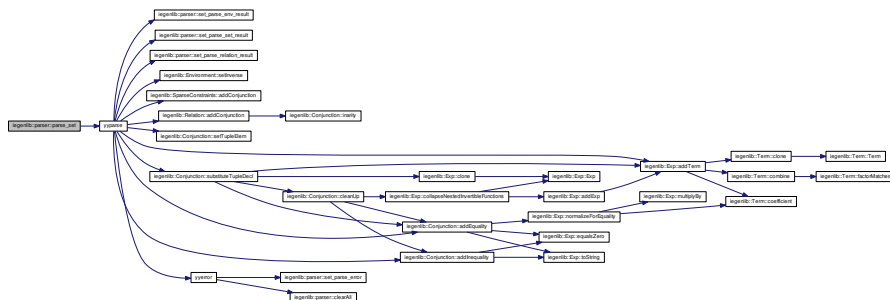 iegenlib::parser::set_parse_env_result
iegenlib::parser::set_parse_set_result
iegenlib::parser::set_parse_relation_result
iegenlib::Environment::setInverse
iegenlib::SparseConstraints::addConjunction
iegenlib::parser::parse_set
yyparse
iegenlib::Relation::addConjunction
iegenlib::Conjunction::inarity
iegenlib::Conjunction::setTupleElem
iegenlib::Conjunction::substituteTupleDecl
iegenlib::Exp::addTerm
iegenlib::Term::clone
iegenlib::Term::Term
iegenlib::Exp::clone
iegenlib::Exp::Exp
iegenlib::Term::combine
iegenlib::Term::factorMatches
iegenlib::Conjunction::cleanUp
iegenlib::Exp::collapseNestedInvertibleFunctions
iegenlib::Exp::addExp
iegenlib::Exp::multiplyBy
iegenlib::Term::coefficient
iegenlib::Exp::normalizeForEquality
iegenlib::Conjunction::addEquality
iegenlib::Exp::equalsZero
iegenlib::Conjunction::addInequality
iegenlib::Exp::toString
yyerror
iegenlib::parser::set_parse_error
iegenlib::parser::clearAll